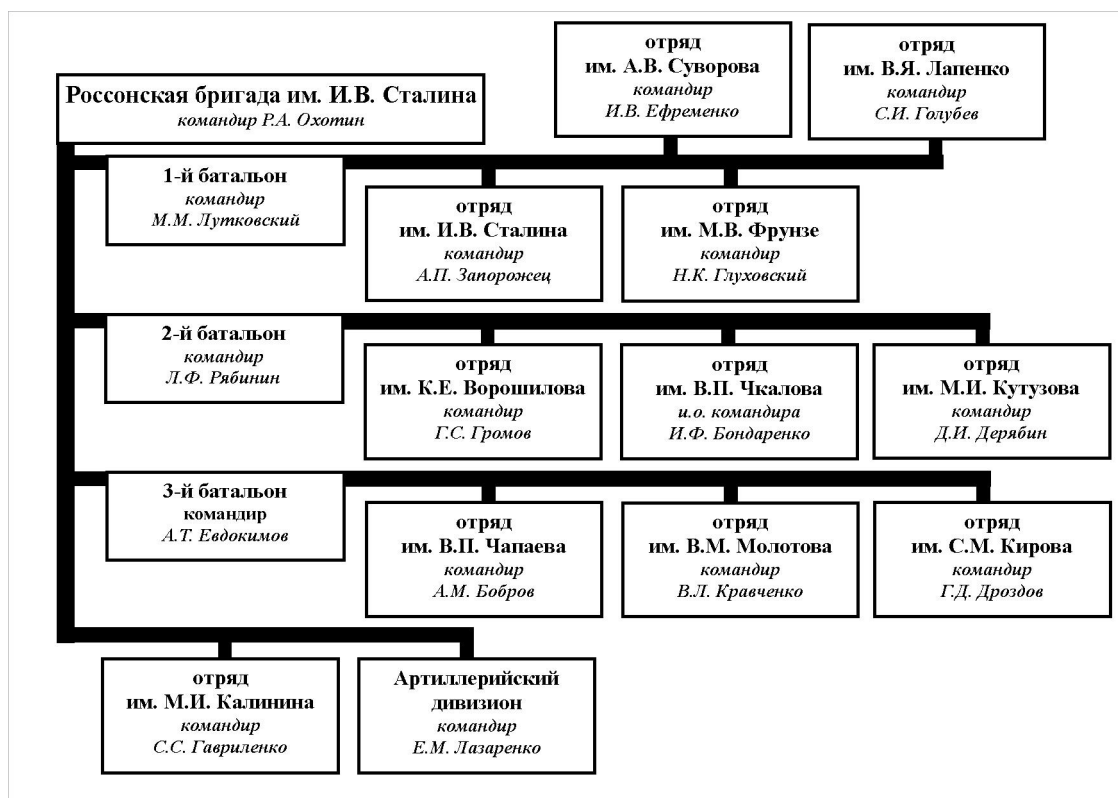 Россонская бригада им. И.В. Сталина
командир Р.А. Охотин
отряд
им. А.В. Суворова
командир
И.В. Ефременко
отряд
им. В.Я. Лапенко
командир
С.И. Голубев
1-й батальон
командир
М.М. Лутковский
отряд
им. И.В. Сталина
командир
А.П. Запорожец
отряд
им. М.В. Фрунзе
командир
Н.К. Глуховский
2-й батальон
командир
Л.Ф. Рябинин
отряд
им. К.Е. Ворошилова
командир
Г.С. Громов
отряд
им. В.П. Чкалова
и.о. командира
И.Ф. Бондаренко
отряд
им. М.И. Кутузова
командир
Д.И. Дерябин
3-й батальон
командир
А.Т. Евдокимов
отряд
им. В.П. Чапаева
командир
А.М. Бобров
отряд
им. В.М. Молотова
командир
В.Л. Кравченко
отряд
им. С.М. Кирова
командир
Г.Д. Дроздов
отряд
им. М.И. Калинина
командир
С.С. Гавриленко
Артиллерийский
дивизион
командир
Е.М. Лазаренко